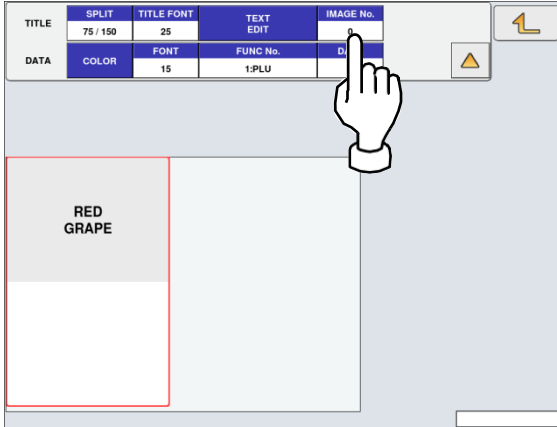 TITLE SPLIT TITLE FONT TEXT EDIT IMAGE No.
75 / 150 25 0
DATA COLOR FONT FUNC No.
15 1:PLU
RED
GRAPE